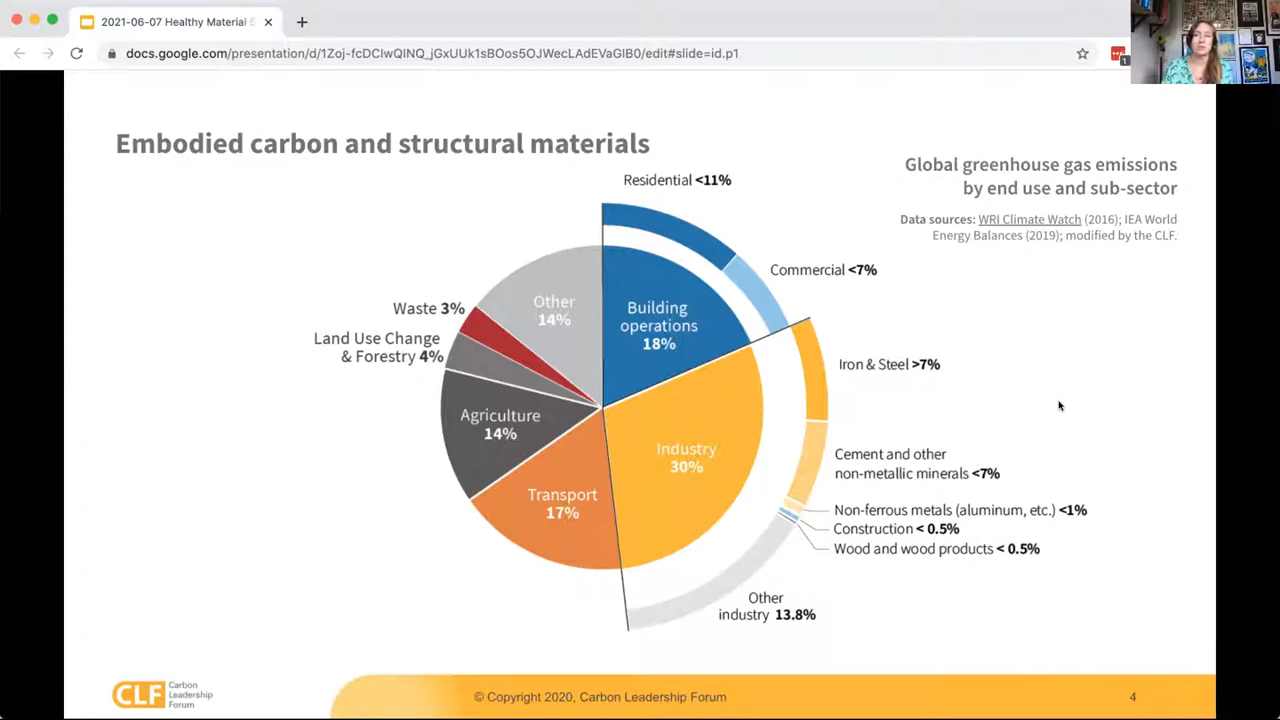 2021-06-07 Healthy Material S
docs.google.com/presentation/d/1Zoj-fcDCIwQINQ_jGxUUk1sBOos5OJWecLAdEVaGlB0/edit#slide=id.p1
1
Embodied carbon and structural materials
Global greenhouse gas emissions
by end use and sub-sector
Data sources: WRI Climate Watch (2016); IEA World
Energy Balances (2019); modified by the CLF.
Residential <11%
Commercial <7%
Building
operations
18%
Other
14%
Waste 3%
Land Use Change
& Forestry 4%
Iron & Steel >7%
Agriculture
14%
Industry
30%
Cement and other
non-metallic minerals <7%
Transport
17%
Non-ferrous metals (aluminum, etc.) <1%
Construction < 0.5%
Wood and wood products < 0.5%
Other
industry 13.8%
CLF
Carbon
Leadership
Forum
© Copyright 2020, Carbon Leadership Forum
4